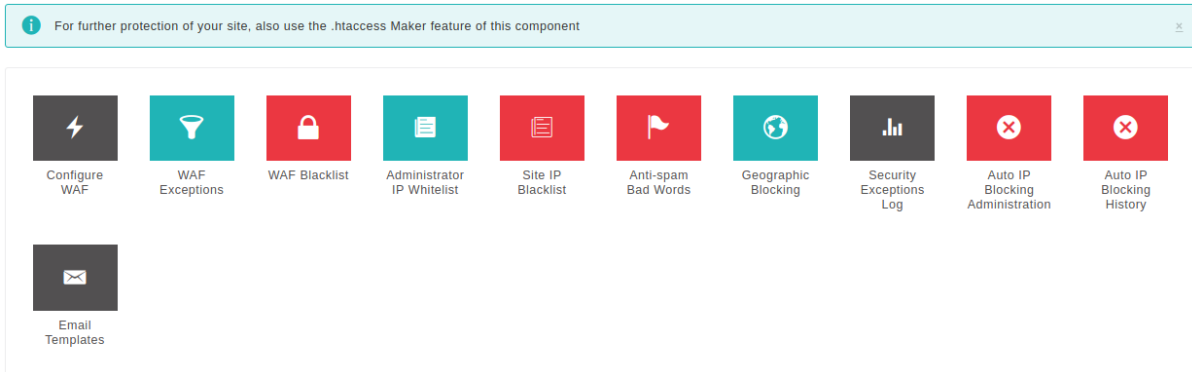 For further protection of your site, also use the .htaccess Maker feature of this component
×
Configure
WAF
WAF
Exceptions
WAF Blacklist
Administrator
IP Whitelist
Site IP
Blacklist
Anti-spam
Bad Words
Geographic
Blocking
Security
Exceptions
Log
Auto IP
Blocking
Administration
Auto IP
Blocking
History
Email
Templates